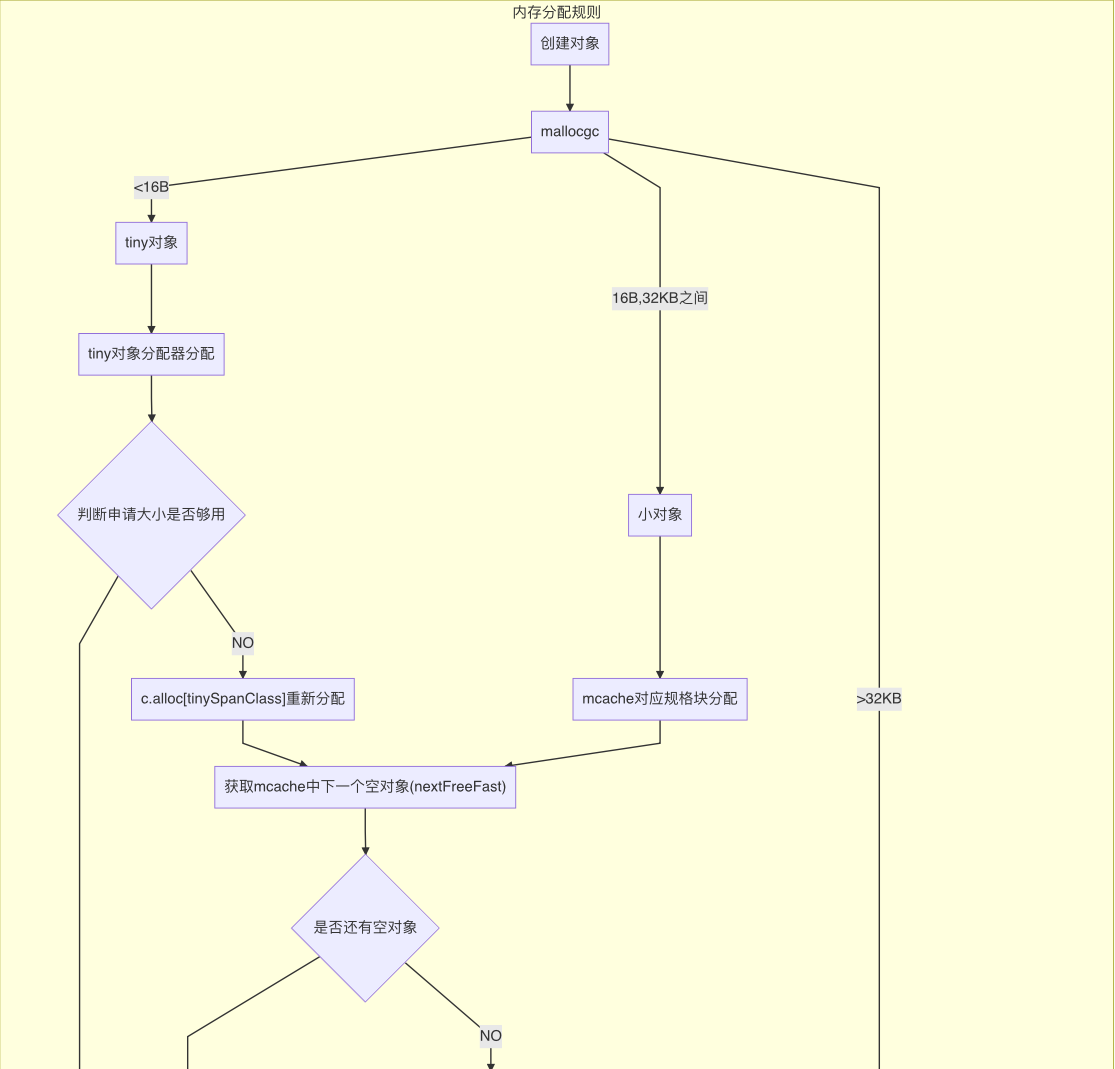 内存分配规则
创建对象
mallocgc
<16B
tiny对象
16B,32KB之间
tiny对象分配器分配
判断申请大小是否够用
小对象
NO
c.alloc[tinySpanClass]重新分配
mcache对应规格块分配
>32KB
获取mcache中下一个空对象(nextFreeFast)
是否还有空对象
NO